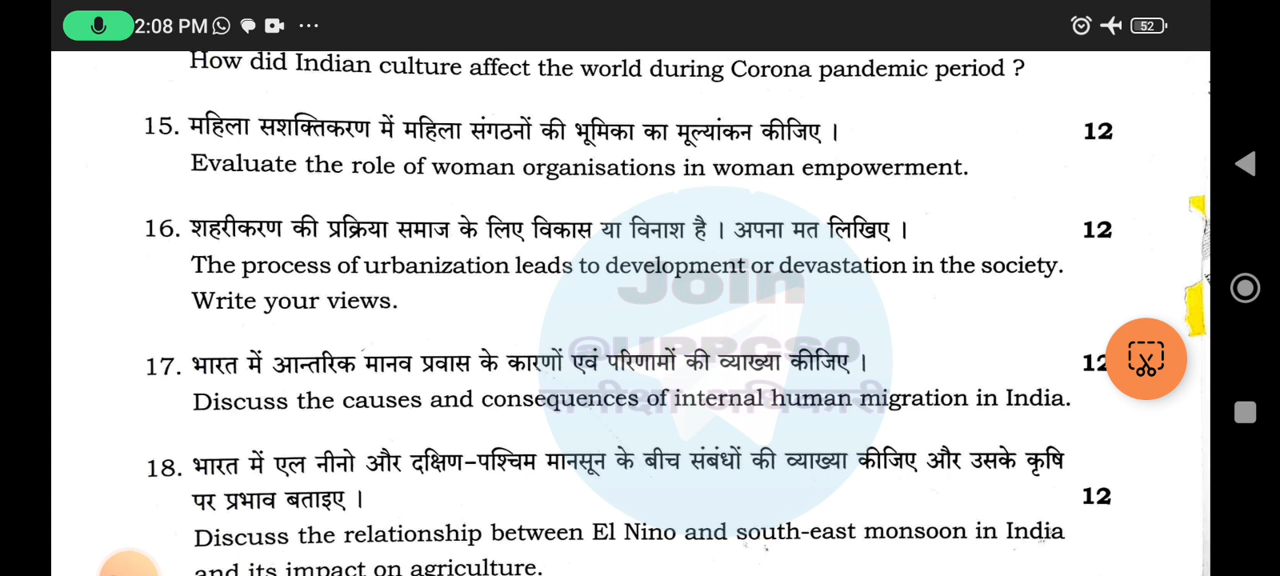 2:08 PM
52
How did Indian culture affect the world during Corona pandemic period ?
15. महिला सशक्तिकरण में महिला संगठनों की भूमिका का मूल्यांकन कीजिए । 12
Evaluate the role of woman organisations in woman empowerment.
16. शहरीकरण की प्रक्रिया समाज के लिए विकास या विनाश है । अपना मत लिखिए । 12
The process of urbanization leads to development or devastation in the society.
Write your views.
Join
17. भारत में आन्तरिक मानव प्रवास के कारणों एवं परिणामों की व्याख्या कीजिए । 12
Discuss the causes and consequences of internal human migration in India.
18. भारत में एल नीनो और दक्षिण-पश्चिम मानसून के बीच संबंधों की व्याख्या कीजिए और उसके कृषि
पर प्रभाव बताइए । 12
Discuss the relationship between El Nino and south-east monsoon in India
and its impact on agriculture.